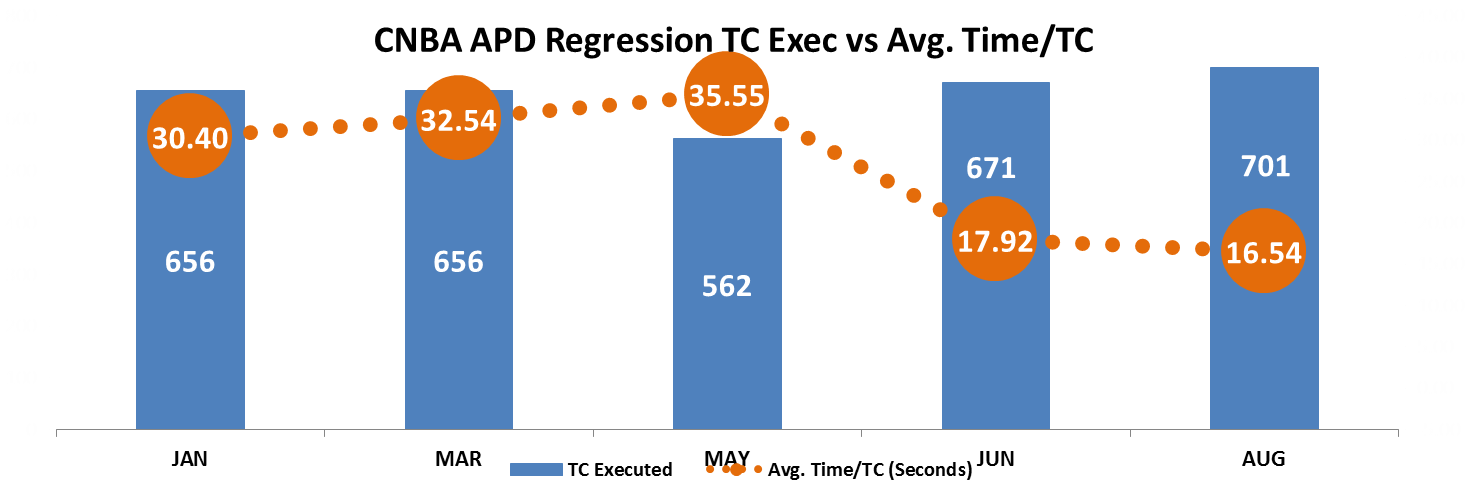 CNBA APD Regression TC Exec vs Avg. Time/TC
30.40
32.54
35.55
17.92
16.54
656
656
562
671
701
JAN
MAR
MAY
JUN
AUG
TC Executed
Avg. Time/TC (Seconds)